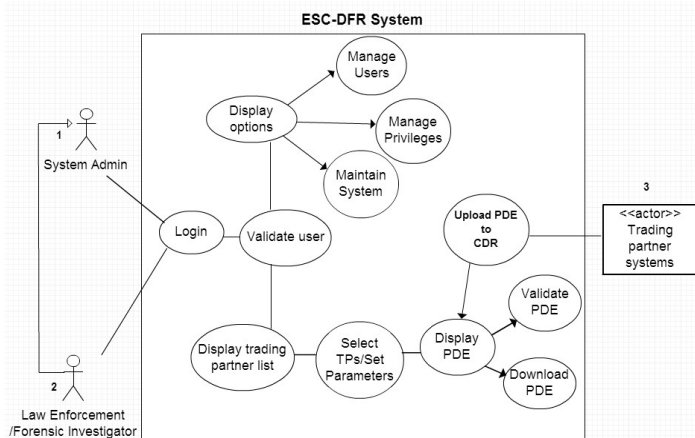 ESC-DFR System
Manage
Users
Display
options
Manage
Privileges
1
System Admin
Maintain
System
3
Upload PDE
to
CDR
<<actor>>
Trading
partner
systems
Login
Validate user
Validate
PDE
Display trading
partner list
Select
TPs/Set
Parameters
Display
PDE
Download
PDE
2
Law Enforcement
/Forensic Investigator